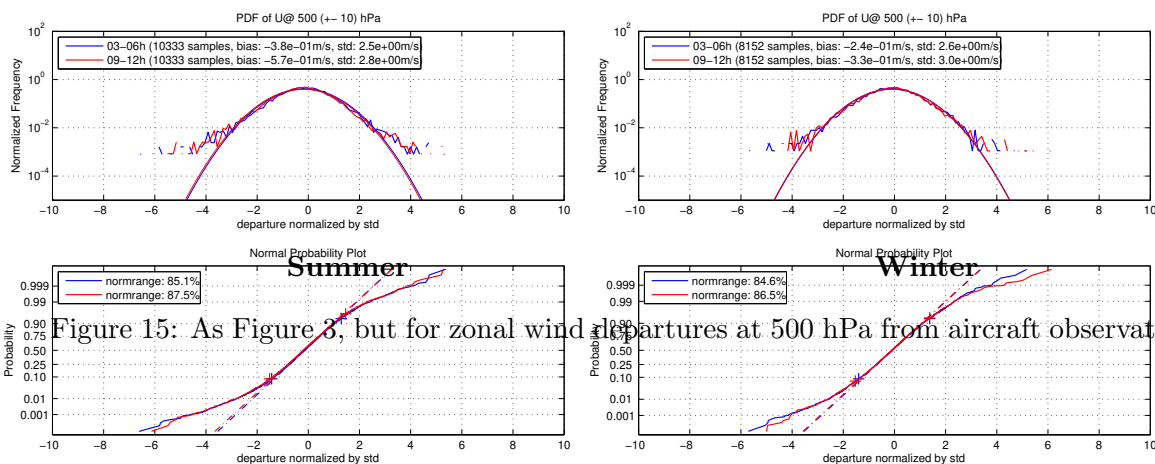 PDF of U@ 500 (+− 10) hPa
10^2
10^0
10^−2
10^−4
Normalized Frequency
03−06h (10333 samples, bias: −3.8e−01m/s, std: 2.5e+00m/s)
09−12h (10333 samples, bias: −5.7e−01m/s, std: 2.8e+00m/s)
−10 −8 −6 −4 −2 0 2 4 6 8 10
departure normalized by std
PDF of U@ 500 (+− 10) hPa
10^2
10^0
10^−2
10^−4
Normalized Frequency
03−06h (8152 samples, bias: −2.4e−01m/s, std: 2.6e+00m/s)
09−12h (8152 samples, bias: −3.3e−01m/s, std: 3.0e+00m/s)
−10 −8 −6 −4 −2 0 2 4 6 8 10
departure normalized by std
Normal Probability Plot
Summer
normrange: 85.1%
normrange: 87.5%
0.999
0.99
0.90
0.75
0.50
0.25
0.10
0.01
0.001
Probability
−10 −8 −6 −4 −2 0 2 4 6 8 10
departure normalized by std
Normal Probability Plot
Winter
normrange: 84.6%
normrange: 86.5%
0.999
0.99
0.90
0.75
0.50
0.25
0.10
0.01
0.001
Probability
−10 −8 −6 −4 −2 0 2 4 6 8 10
departure normalized by std
Figure 15: As Figure 3, but for zonal wind departures at 500 hPa from aircraft observat